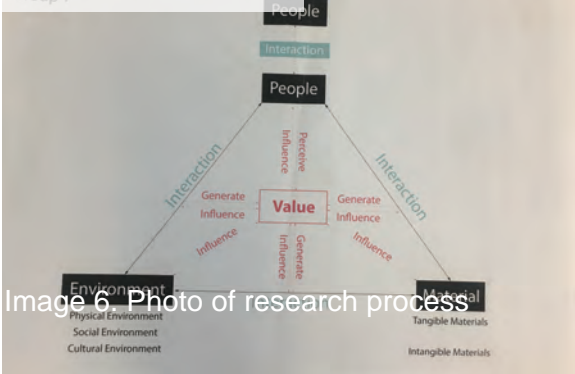 People
Interaction
People
Interaction
Interaction
Perceive
Influence
Generate
Influence
Influence
Value
Generate
Influence
Influence
Generate
Influence
Environment
Material
Image 6. Photo of research process
Physical Environment
Social Environment
Cultural Environment
Tangible Materials
Intangible Materials